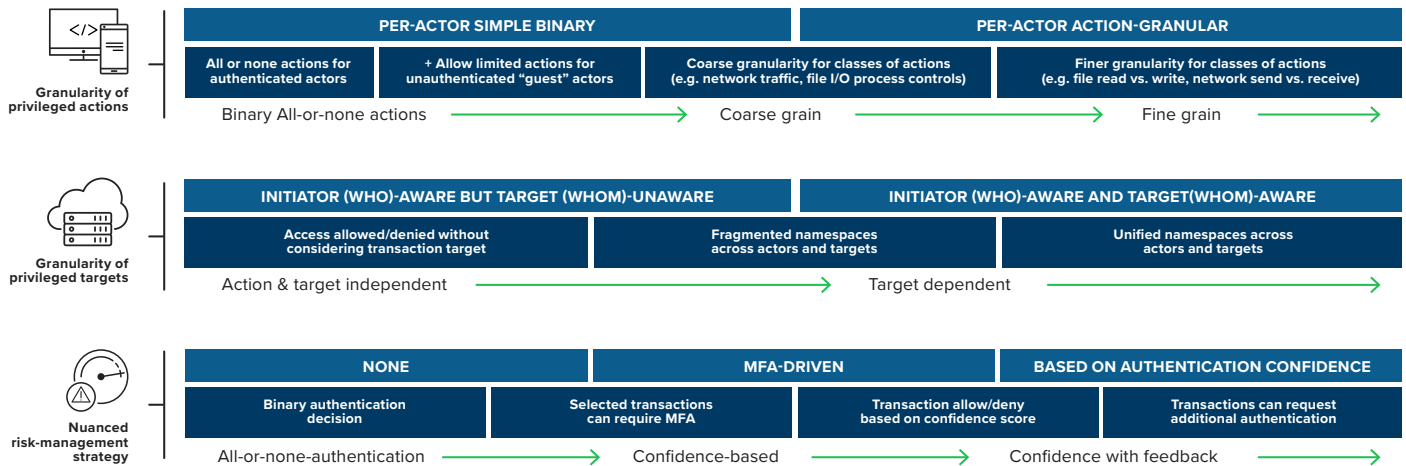 </>
Granularity of
privileged actions
PER-ACTOR SIMPLE BINARY
PER-ACTOR ACTION-GRANULAR
All or none actions for
authenticated actors
+ Allow limited actions for
unauthenticated “guest” actors
Coarse granularity for classes of actions
(e.g. network traffic, file I/O process controls)
Finer granularity for classes of actions
(e.g. file read vs. write, network send vs. receive)
Binary All-or-none actions
Coarse grain
Fine grain
Granularity of
privileged targets
INITIATOR (WHO)-AWARE BUT TARGET (WHOM)-UNAWARE
INITIATOR (WHO)-AWARE AND TARGET(WHOM)-AWARE
Access allowed/denied without
considering transaction target
Fragmented namespaces
across actors and targets
Unified namespaces across
actors and targets
Action & target independent
Target dependent
Nuanced
risk-management
strategy
NONE
MFA-DRIVEN
BASED ON AUTHENTICATION CONFIDENCE
Binary authentication
decision
Selected transactions
can require MFA
Transaction allow/deny
based on confidence score
Transactions can request
additional authentication
All-or-none-authentication
Confidence-based
Confidence with feedback